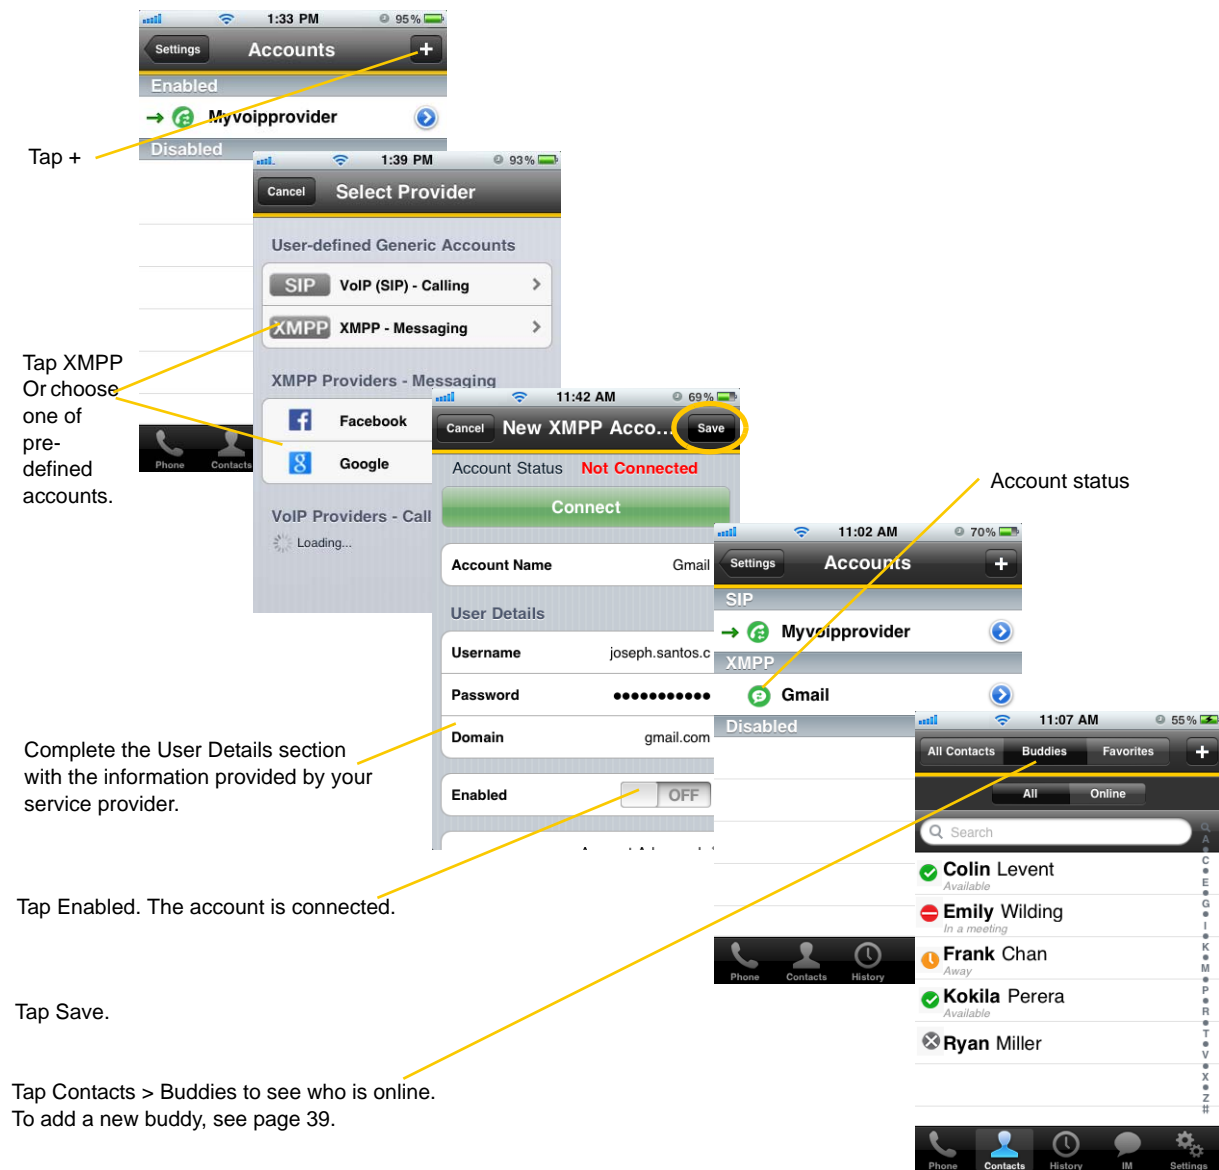 1:33 PM 95%
Settings Accounts +
Enabled
Myvoipprovider
Disabled
Tap +
1:39 PM 93%
Cancel Select Provider
User-defined Generic Accounts
SIP VoIP (SIP) - Calling
XMPP XMPP - Messaging
XMPP Providers - Messaging
Facebook
Google
VoIP Providers - Call
Loading...
Phone Contacts
Tap XMPP
Or choose
one of
pre-
defined
accounts.
11:42 AM 69%
Cancel New XMPP Acco... Save
Account Status Not Connected
Connect
Account Name Gmail
User Details
Username joseph.santos.c
Password
Domain gmail.com
Enabled OFF
Account status
11:02 AM 70%
Settings Accounts +
SIP
Myvoipprovider
XMPP
Gmail
Disabled
Phone Contacts History
Complete the User Details section
with the information provided by your
service provider.
Tap Enabled. The account is connected.
Tap Save.
Tap Contacts > Buddies to see who is online.
To add a new buddy, see page 39.
11:07 AM 55%
All Contacts Buddies Favorites +
All Online
Search
Colin Levent
Available
Emily Wilding
In a meeting
Frank Chan
Away
Kokila Perera
Available
Ryan Miller
A
C
E
G
I
K
M
P
R
T
V
X
Z
#
Phone Contacts History IM Settings